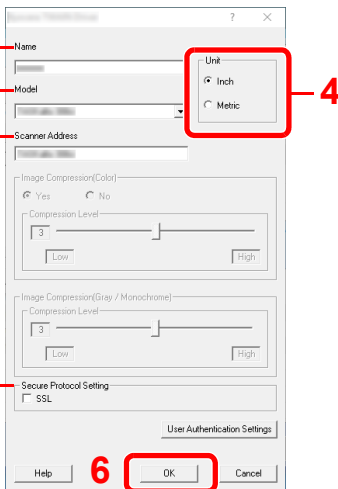 ? ×
Name
Unit
Inch
4
Model
Metric
Scanner Address
Image Compression(Color)
Yes No
Compression Level
3
Low High
Image Compression(Gray / Monochrome)
Compression Level
3
Low High
Secure Protocol Setting
SSL
User Authentication Settings
6
Help OK Cancel